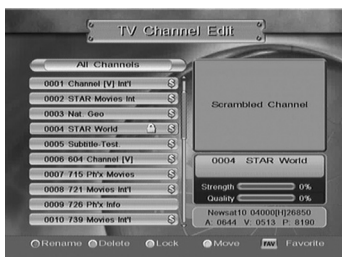 TV Channel Edit
All Channels
0001 Channel [V] Int'l
0002 STAR Movies Int
0003 Nat. Geo
0004 STAR World
0005 Subtitle-Test.
0006 604 Channel [V]
0007 715 Ph'x Movies
0008 721 Movies Int'l
0009 726 Ph'x Info
0010 739 Movies Int'l
Scrambled Channel
0004 STAR World
Strength 0%
Quality 0%
Newsat10 04000[H]26850
A: 0644 V: 0513 P: 8190
Rename Delete Lock Move FAV Favorite